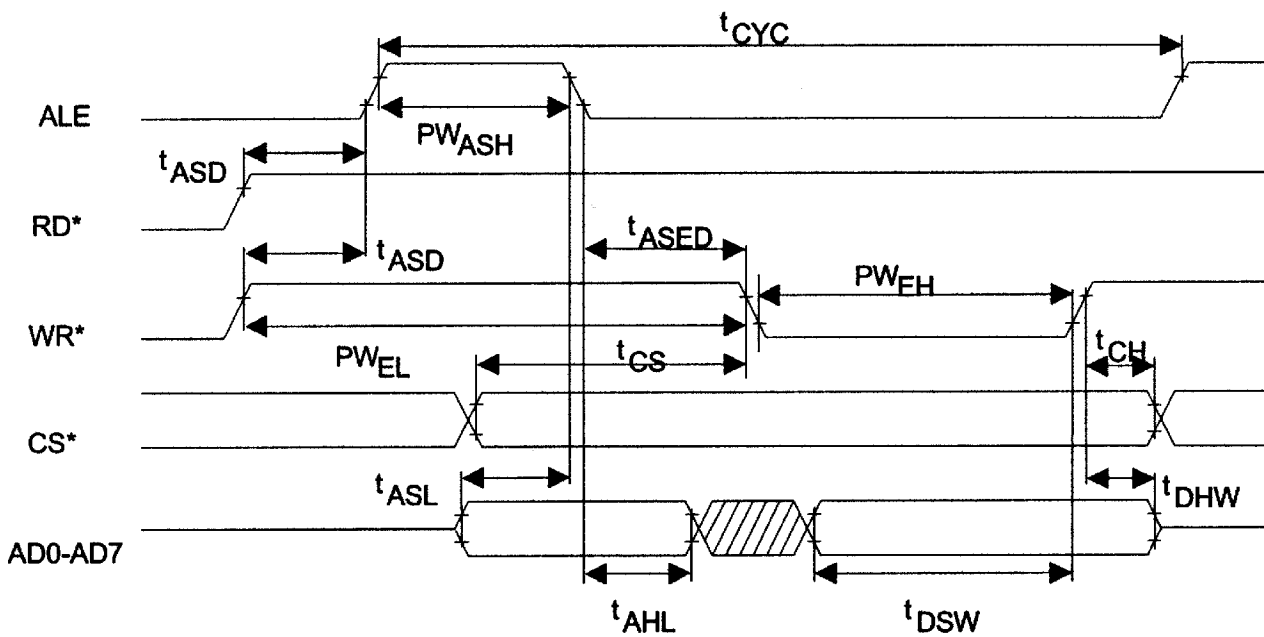 tCYC
ALE
PWASH
tASD
RD*
tASD
tASED
PWEH
WR*
PWEL
tCS
tCH
CS*
tASL
tDHW
AD0-AD7
tAHL
tDSW